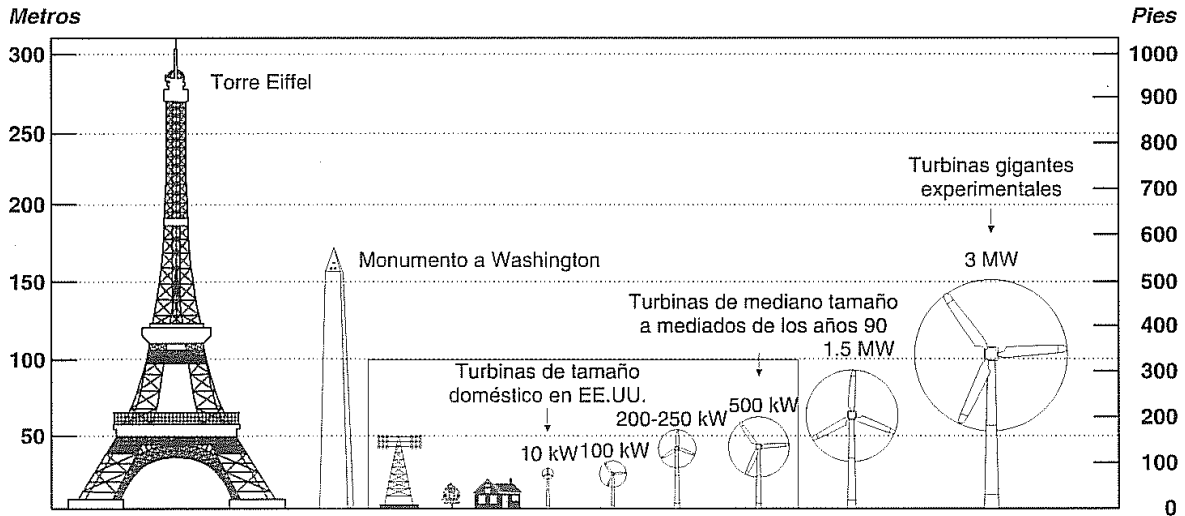 Metros
Pies
300
250
200
150
100
50
Torre Eiffel
Monumento a Washington
Turbinas de tamaño
doméstico en EE.UU.
10 kW
100 kW
200-250 kW
Turbinas de mediano tamaño
a mediados de los años 90
500 kW
1.5 MW
Turbinas gigantes
experimentales
3 MW
1000
900
800
700
600
500
400
300
200
100
0